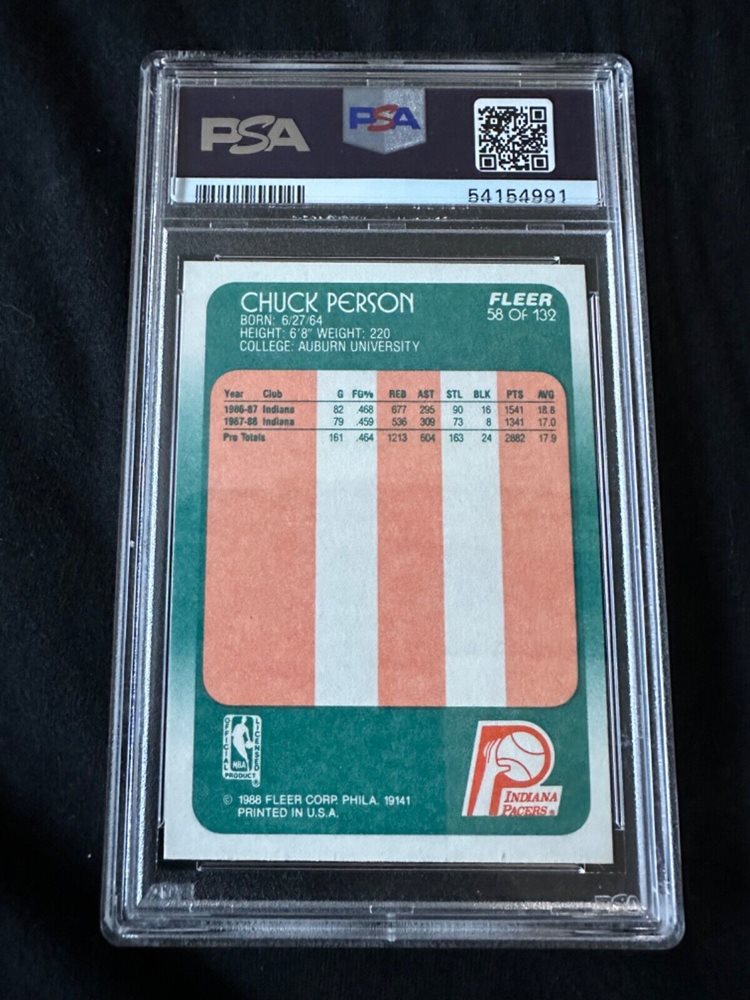 PSA PSA
54154991
CHUCK PERSON
BORN: 6/27/64
HEIGHT: 6'8" WEIGHT: 220
COLLEGE: AUBURN UNIVERSITY
FLEER
58 OF 132
Year Club G FG% REB AST STL BLK PTS AVG
1986-87 Indiana 82 .468 677 295 90 16 1541 18.8
1987-88 Indiana 79 .459 536 309 73 8 1341 17.0
Pro Totals 161 .464 1213 604 163 24 2882 17.9
OFFICIAL
NBA
LICENSED
PRODUCT
© 1988 FLEER CORP. PHILA. 19141
PRINTED IN U.S.A.
INDIANA
PACERS
PSA